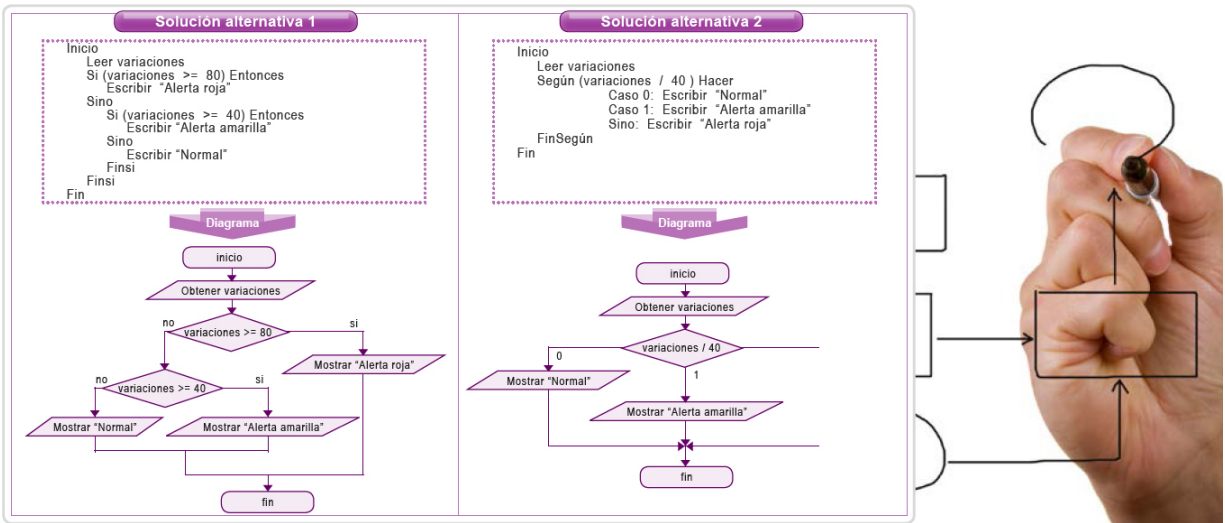 Solución alternativa 1
Inicio
Leer variaciones
Si (variaciones >= 80) Entonces
Escribir "Alerta roja"
Sino
Si (variaciones >= 40) Entonces
Escribir “Alerta amarilla”
Sino
Escribir “Normal”
Finsi
Finsi
Fin
Diagrama
inicio
Obtener variaciones
variaciones >= 80
no
si
Mostrar “Alerta roja”
variaciones >= 40
no
si
Mostrar “Normal”
Mostrar “Alerta amarilla”
fin
Solución alternativa 2
Inicio
Leer variaciones
Según (variaciones / 40 ) Hacer
Caso 0: Escribir “Normal”
Caso 1: Escribir “Alerta amarilla”
Sino: Escribir “Alerta roja”
FinSegún
Fin
Diagrama
inicio
Obtener variaciones
variaciones / 40
0
1
Mostrar “Normal”
Mostrar “Alerta amarilla”
fin